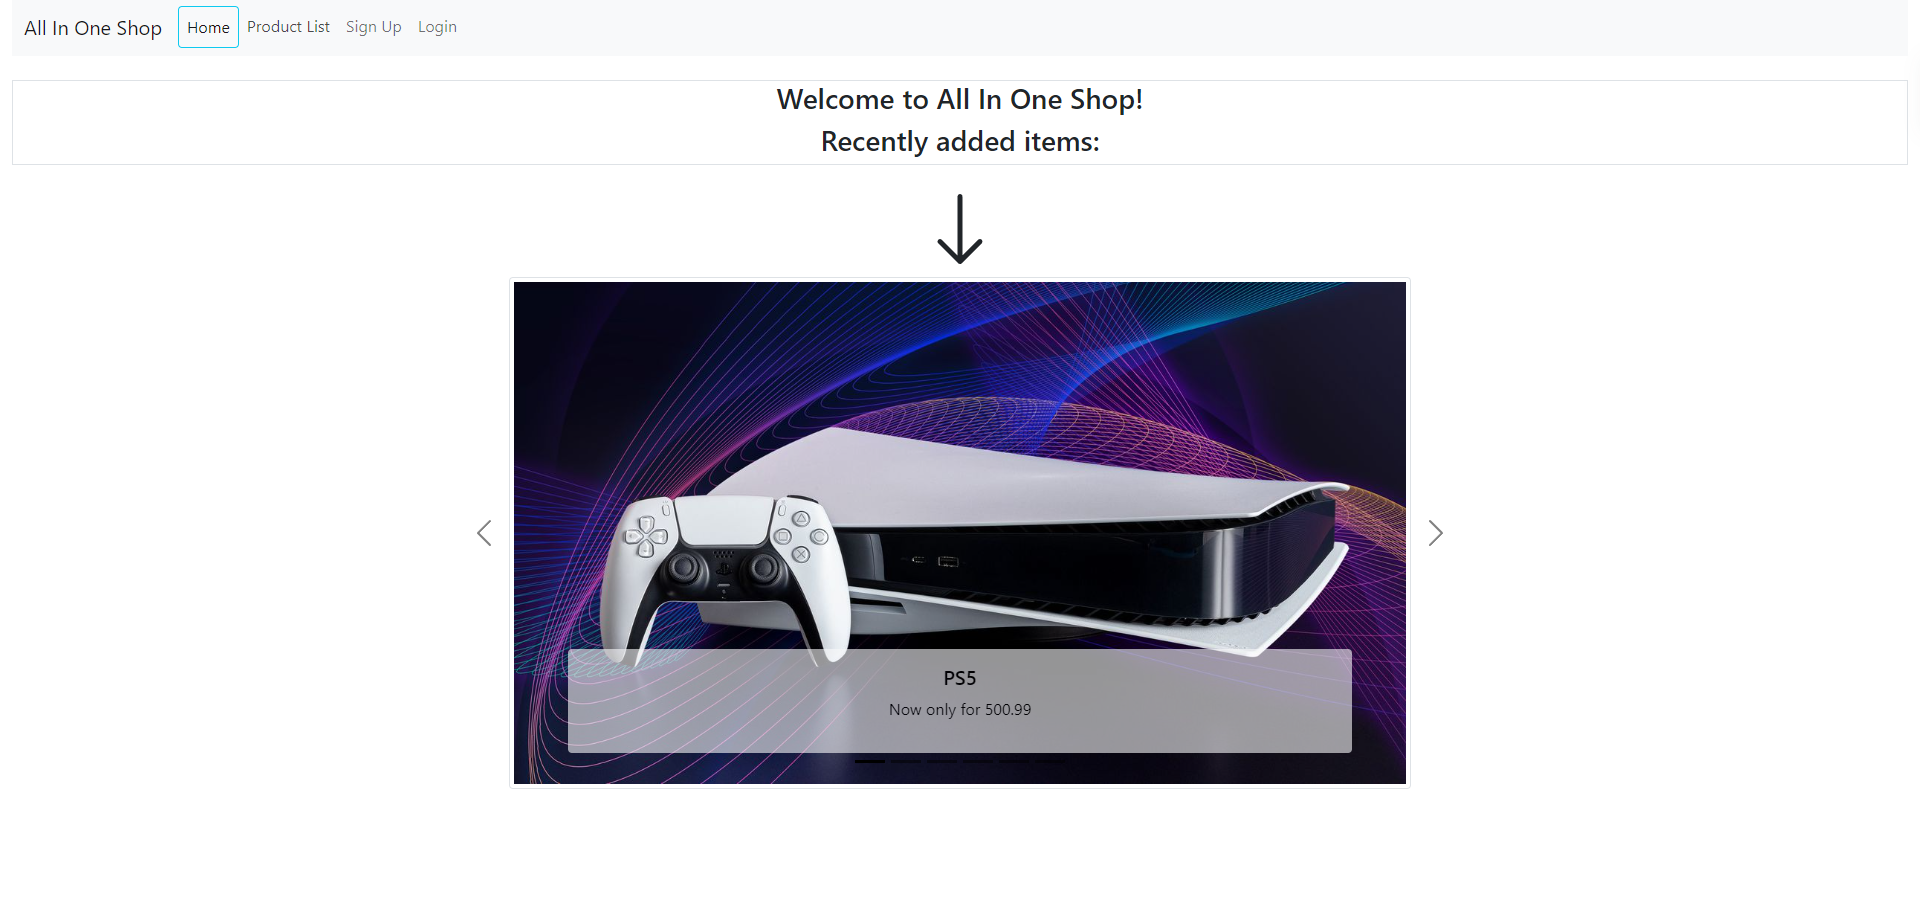 All In One Shop Home Product List Sign Up Login
Welcome to All In One Shop!
Recently added items:
PS5
Now only for 500.99